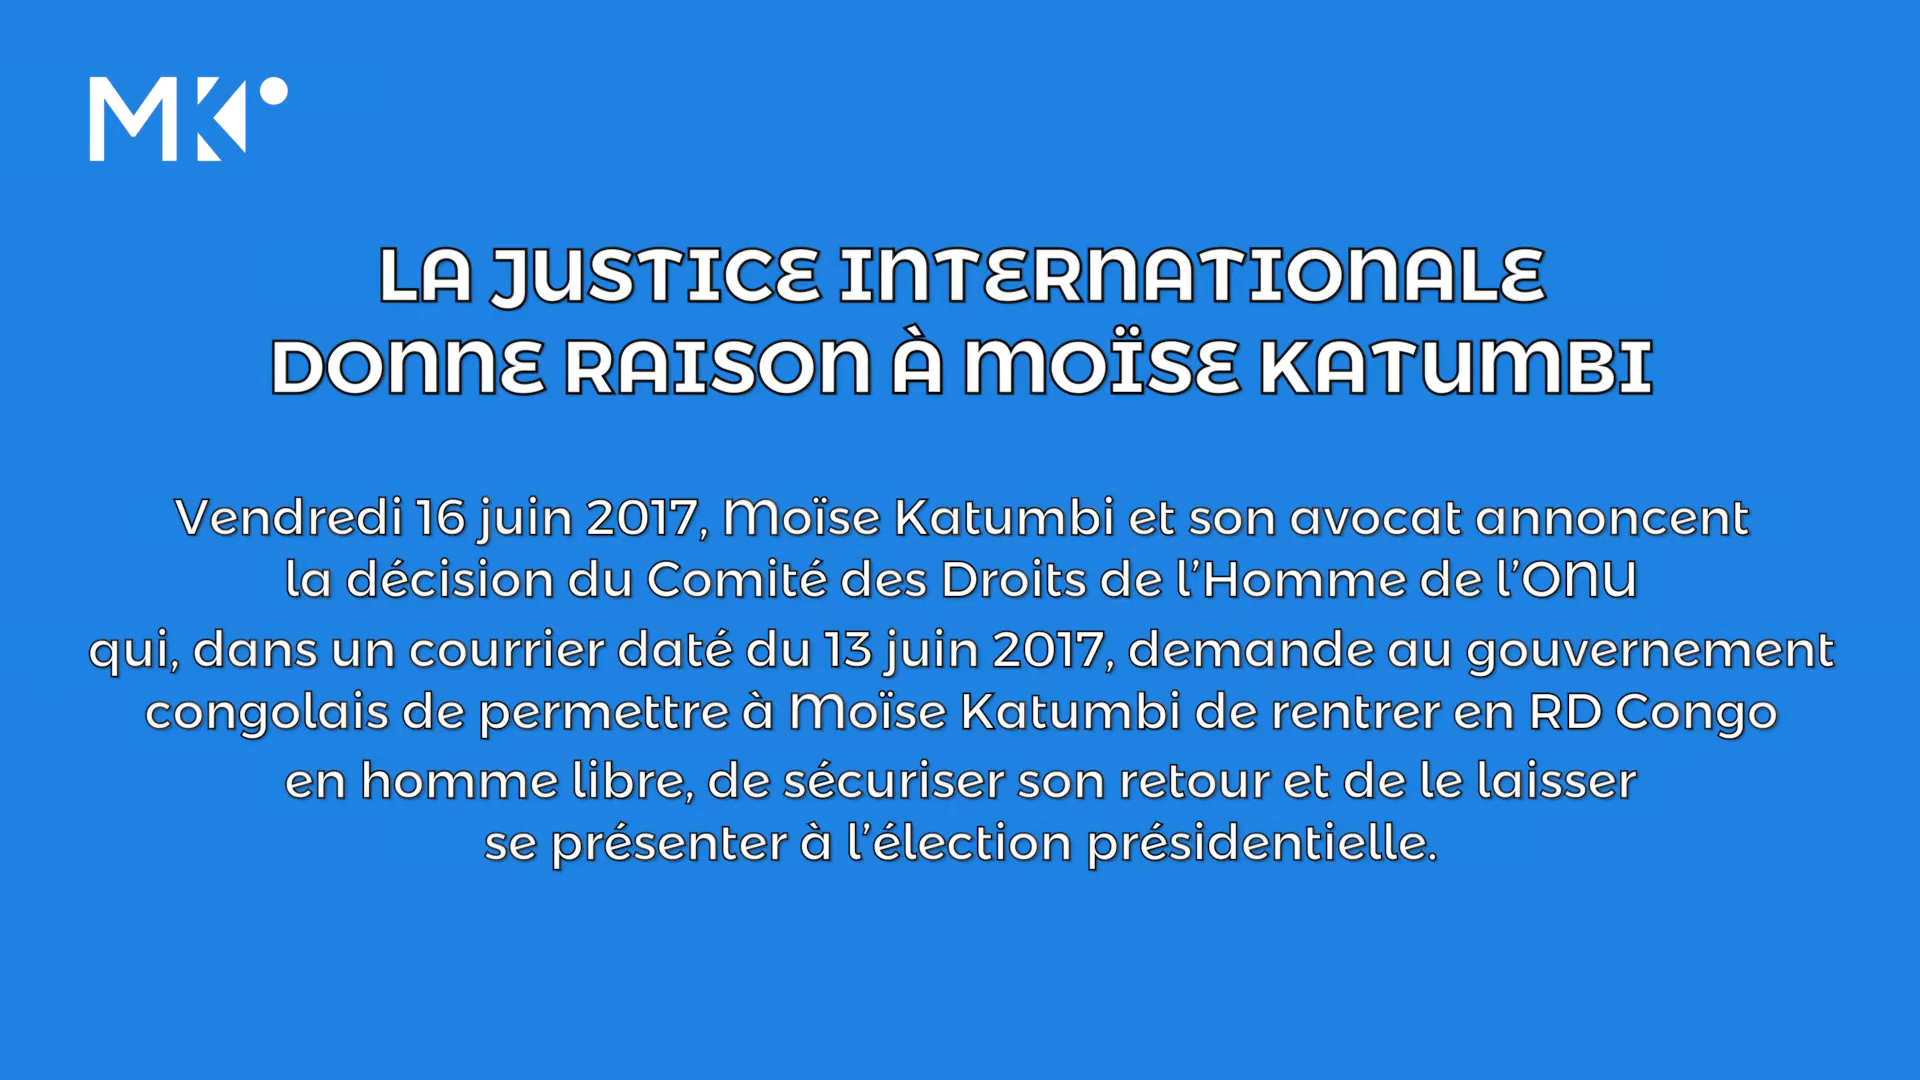 MK
LA JUSTICE INTERNATIONALE
DONNE RAISON À MOÏSE KATUMBI
Vendredi 16 juin 2017, Moïse Katumbi et son avocat annoncent
la décision du Comité des Droits de l’Homme de l’ONU
qui, dans un courrier daté du 13 juin 2017, demande au gouvernement
congolais de permettre à Moïse Katumbi de rentrer en RD Congo
en homme libre, de sécuriser son retour et de le laisser
se présenter à l’élection présidentielle.